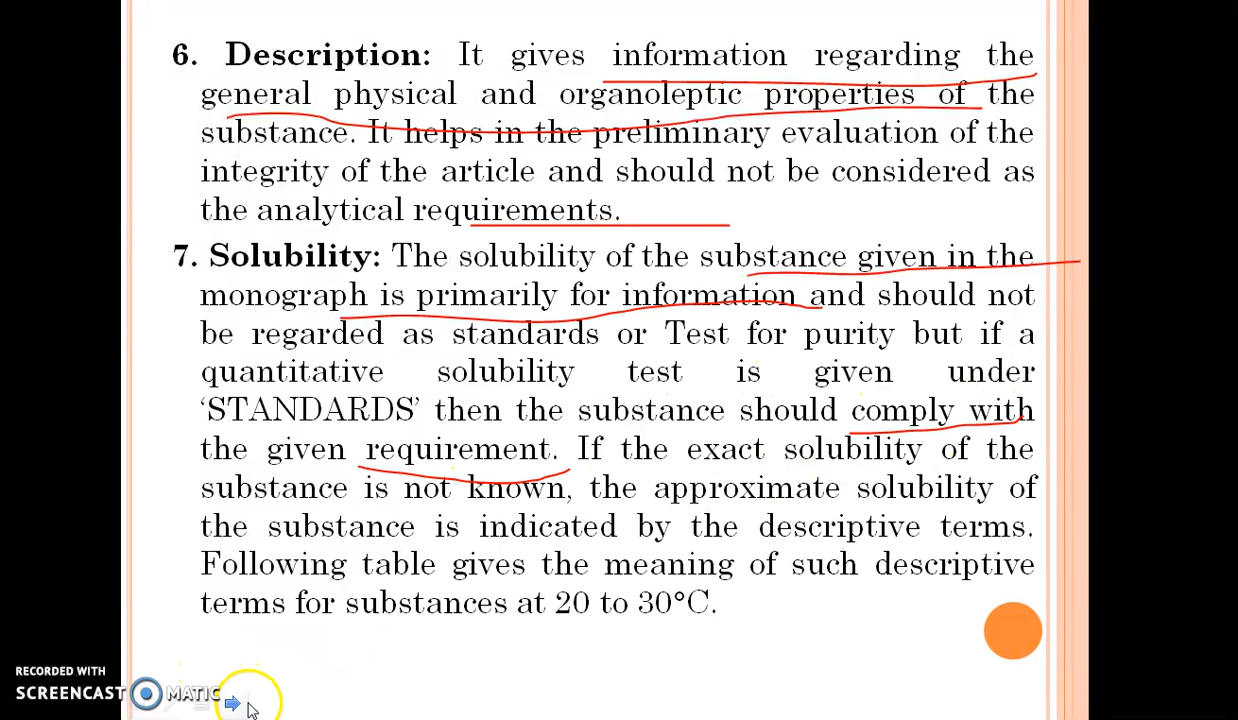 6. Description: It gives information regarding the
general physical and organoleptic properties of the
substance. It helps in the preliminary evaluation of the
integrity of the article and should not be considered as
the analytical requirements.
7. Solubility: The solubility of the substance given in the
monograph is primarily for information and should not
be regarded as standards or Test for purity but if a
quantitative solubility test is given under
‘STANDARDS’ then the substance should comply with
the given requirement. If the exact solubility of the
substance is not known, the approximate solubility of
the substance is indicated by the descriptive terms.
Following table gives the meaning of such descriptive
terms for substances at 20 to 30°C.
RECORDED WITH
SCREENCAST MATIC